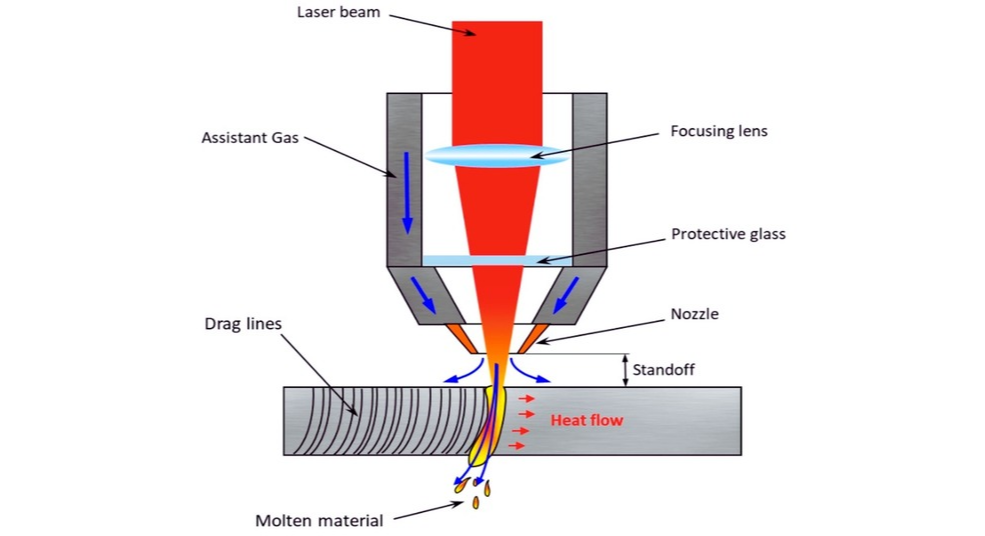 Laser beam
Assistant Gas
Focusing lens
Protective glass
Drag lines
Nozzle
Standoff
Heat flow
Molten material